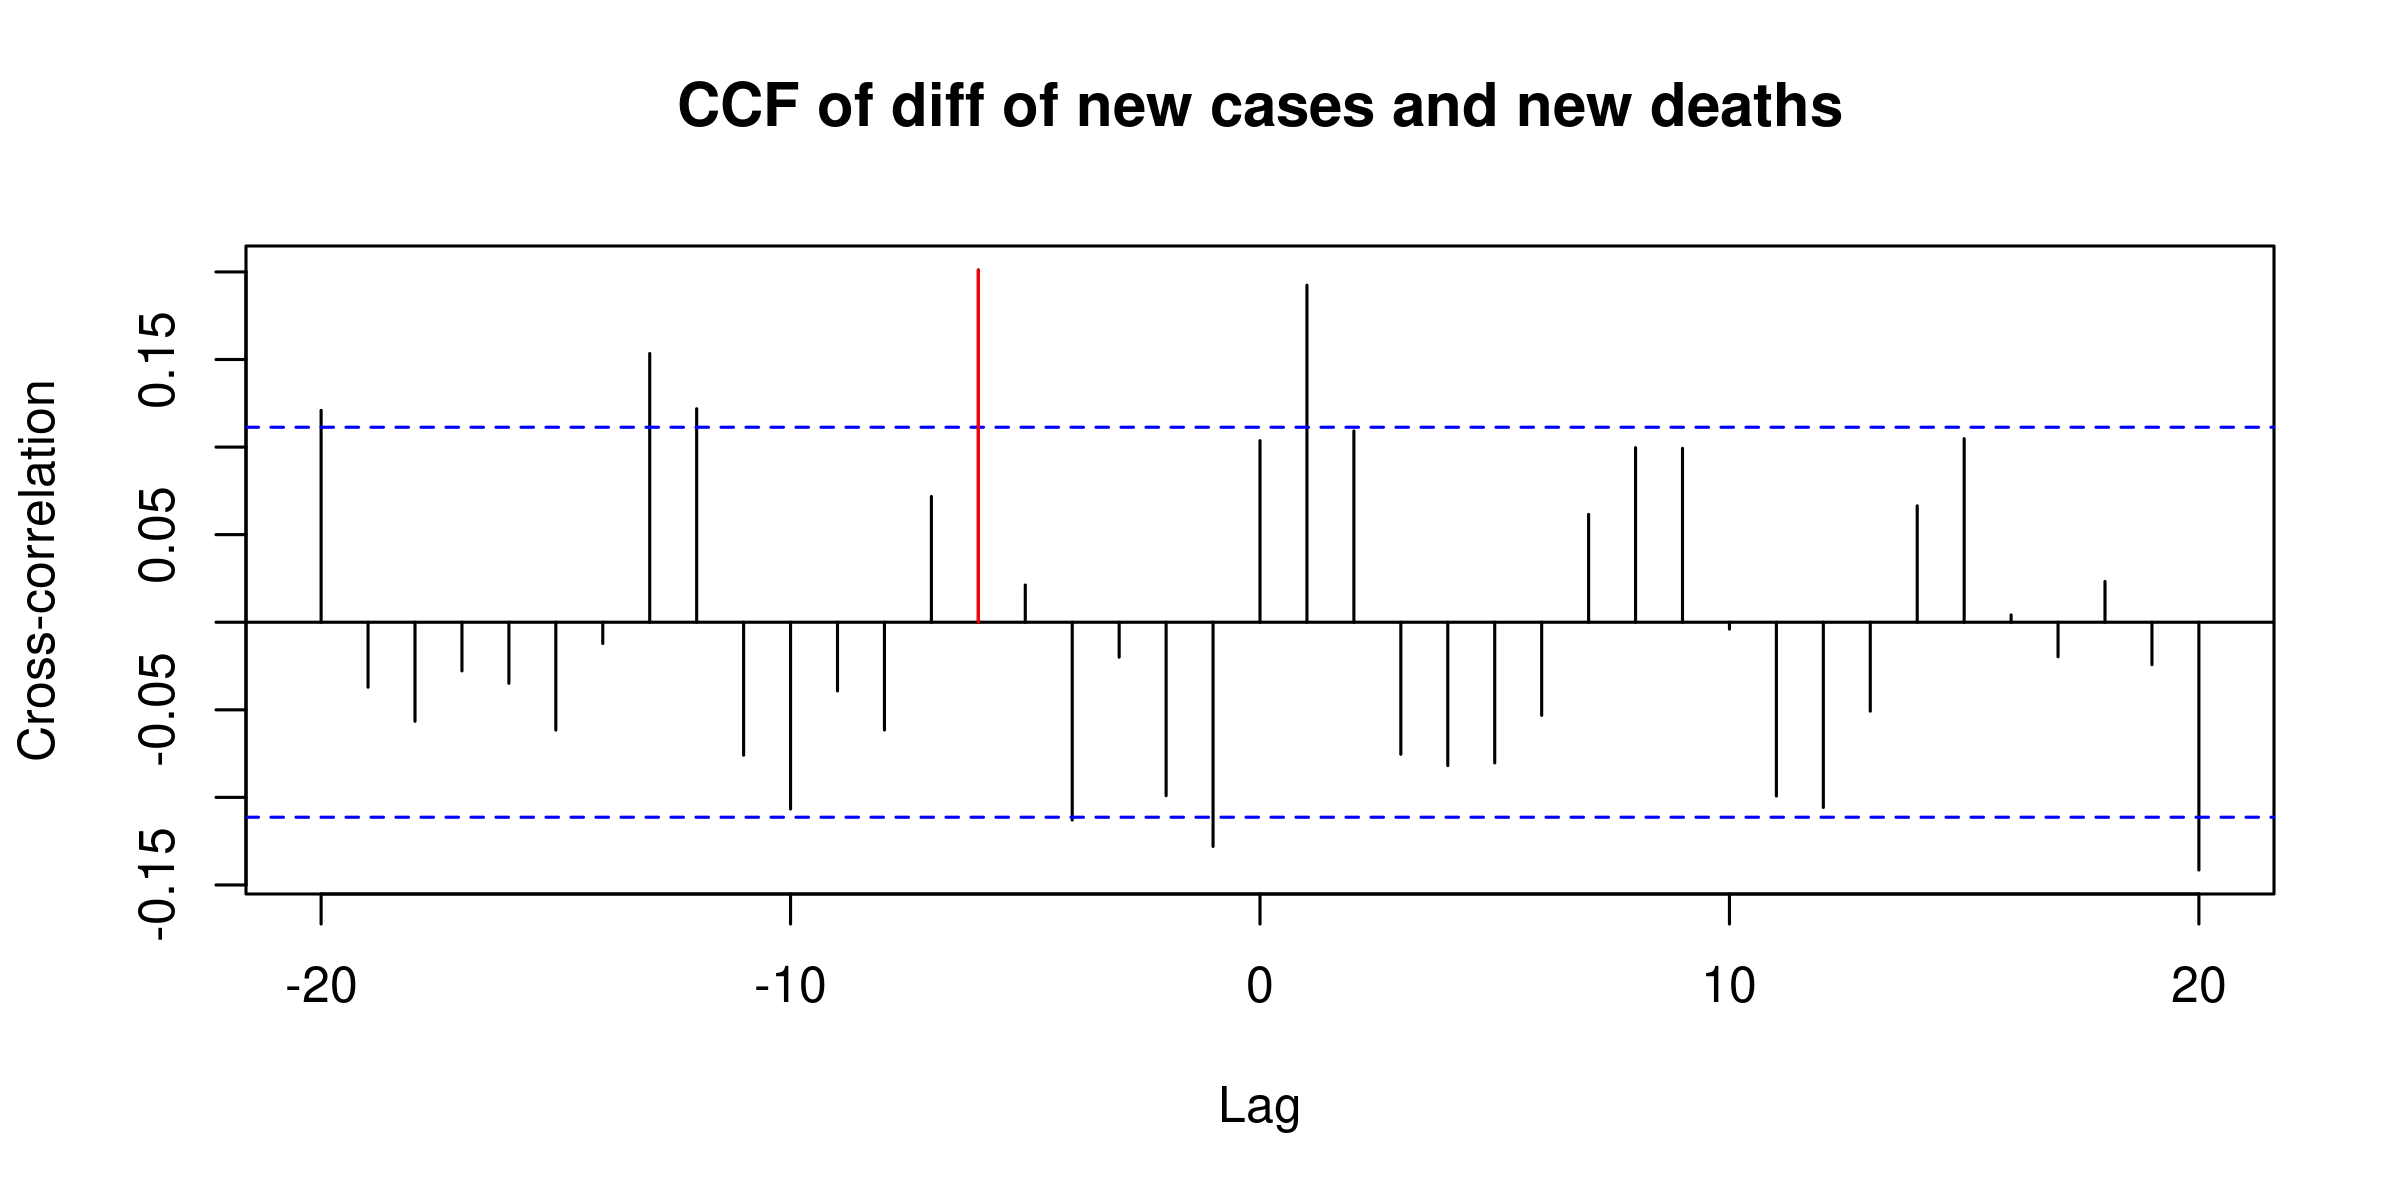 CCF of diff of new cases and new deaths
Cross-correlation
0.15
0.05
-0.05
-0.15
-20 -10 0 10 20
Lag